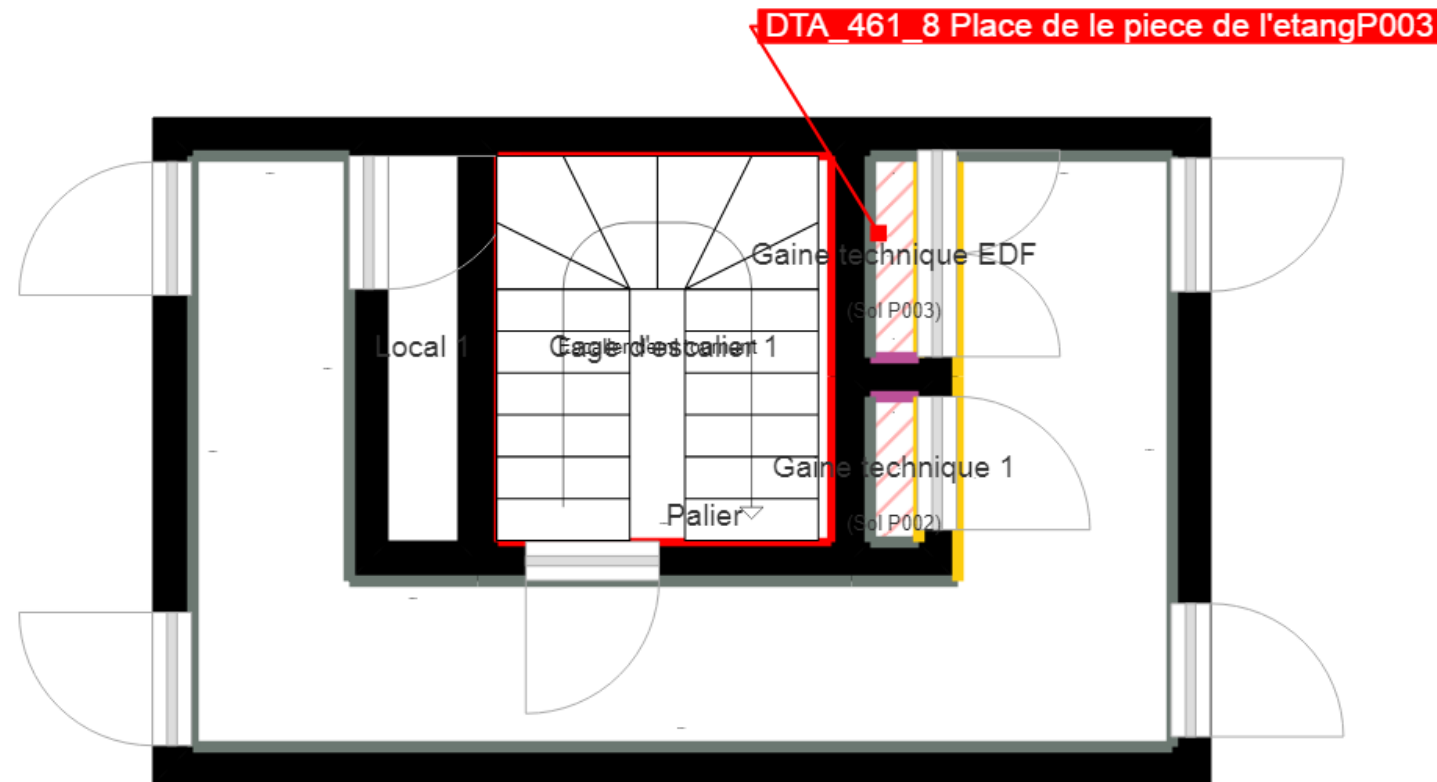 DTA_461_8 Place de le piece de l'etangP003
Gaine technique EDF
(Sol P003)
Local 1
Cage d'escalier 1
Gaine technique 1
Palier
(Sol P002)